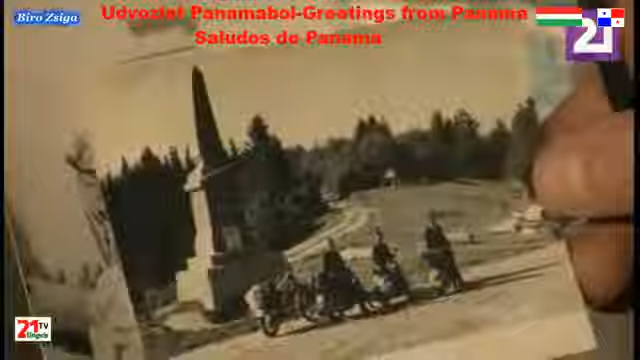 Biro Zsiga
Udvozlet Panamabol-Greetings from Panama
Saludos de Panama
21
21 TV